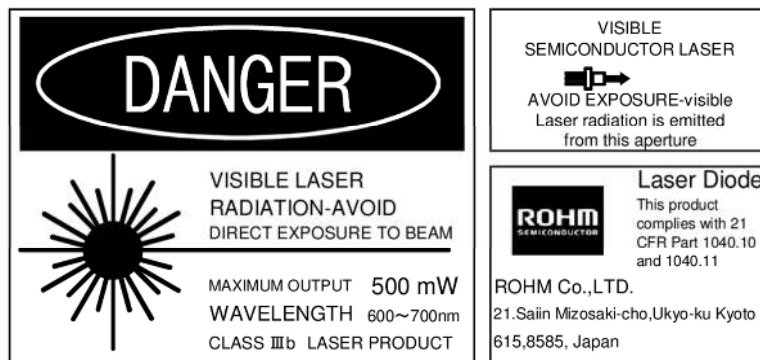 DANGER
VISIBLE LASER
RADIATION-AVOID
DIRECT EXPOSURE TO BEAM
MAXIMUM OUTPUT 500 mW
WAVELENGTH 600~700nm
CLASS Ⅲb LASER PRODUCT
VISIBLE
SEMICONDUCTOR LASER
AVOID EXPOSURE-visible
Laser radiation is emitted
from this aperture
ROHM
SEMICONDUCTOR
Laser Diode
This product
complies with 21
CFR Part 1040.10
and 1040.11
ROHM Co.,LTD.
21.Saiin Mizosaki-cho,Ukyo-ku Kyoto
615,8585, Japan